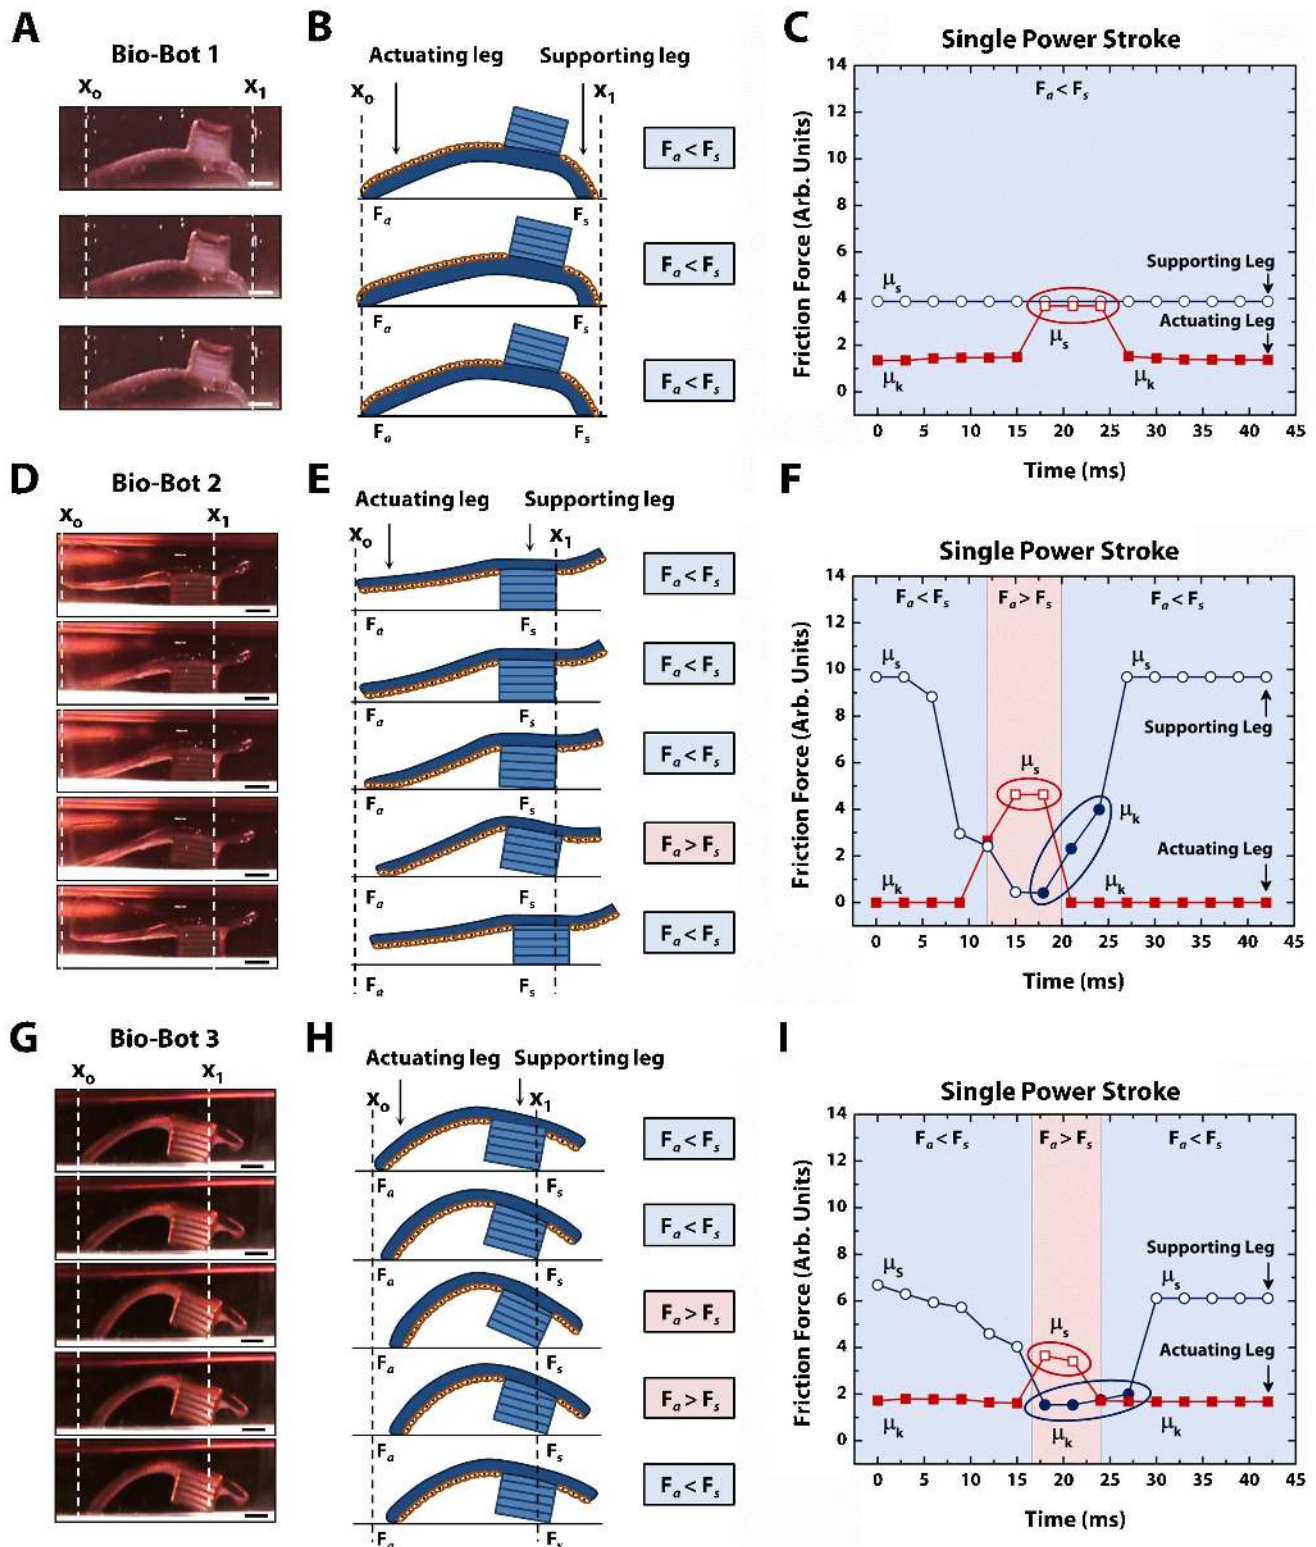 A
Bio-Bot 1
x₀ x₁
B
Actuating leg Supporting leg
x₀ x₁
Fₐ < Fₛ
Fₐ Fₛ
Fₐ < Fₛ
Fₐ Fₛ
Fₐ < Fₛ
Fₐ Fₛ
C
Single Power Stroke
Fₐ < Fₛ
Friction Force (Arb. Units)
14
12
10
8
6
4
2
0
μₛ
Supporting Leg
Actuating Leg
μₛ
μₖ μₖ
0 5 10 15 20 25 30 35 40 45
Time (ms)
D
Bio-Bot 2
x₀ x₁
E
Actuating leg Supporting leg
x₀ x₁
Fₐ < Fₛ
Fₐ Fₛ
Fₐ < Fₛ
Fₐ Fₛ
Fₐ < Fₛ
Fₐ Fₛ
Fₐ > Fₛ
Fₐ Fₛ
Fₐ < Fₛ
Fₐ Fₛ
F
Single Power Stroke
Fₐ < Fₛ Fₐ > Fₛ Fₐ < Fₛ
Friction Force (Arb. Units)
14
12
10
8
6
4
2
0
μₛ μₛ
Supporting Leg
μₛ
μₖ
Actuating Leg
μₖ μₖ
0 5 10 15 20 25 30 35 40 45
Time (ms)
G
Bio-Bot 3
x₀ x₁
H
Actuating leg Supporting leg
x₀ x₁
Fₐ < Fₛ
Fₐ Fₛ
Fₐ < Fₛ
Fₐ Fₛ
Fₐ > Fₛ
Fₐ Fₛ
Fₐ > Fₛ
Fₐ Fₛ
Fₐ < Fₛ
Fₐ Fₛ
I
Single Power Stroke
Fₐ < Fₛ Fₐ > Fₛ Fₐ < Fₛ
Friction Force (Arb. Units)
14
12
10
8
6
4
2
0
Supporting Leg
μₛ μₛ
μₛ
Actuating Leg
μₖ μₖ μₖ
0 5 10 15 20 25 30 35 40 45
Time (ms)